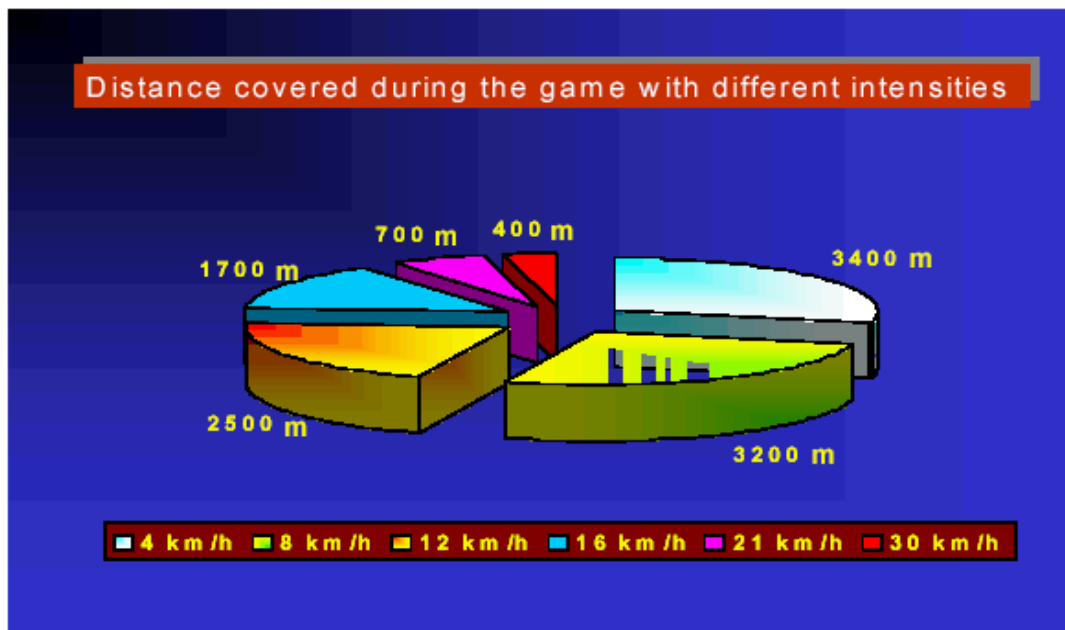 Distance covered during the game with different intensities
400 m
700 m
3400 m
1700 m
2500 m
3200 m
4 km/h 8 km/h 12 km/h 16 km/h 21 km/h 30 km/h